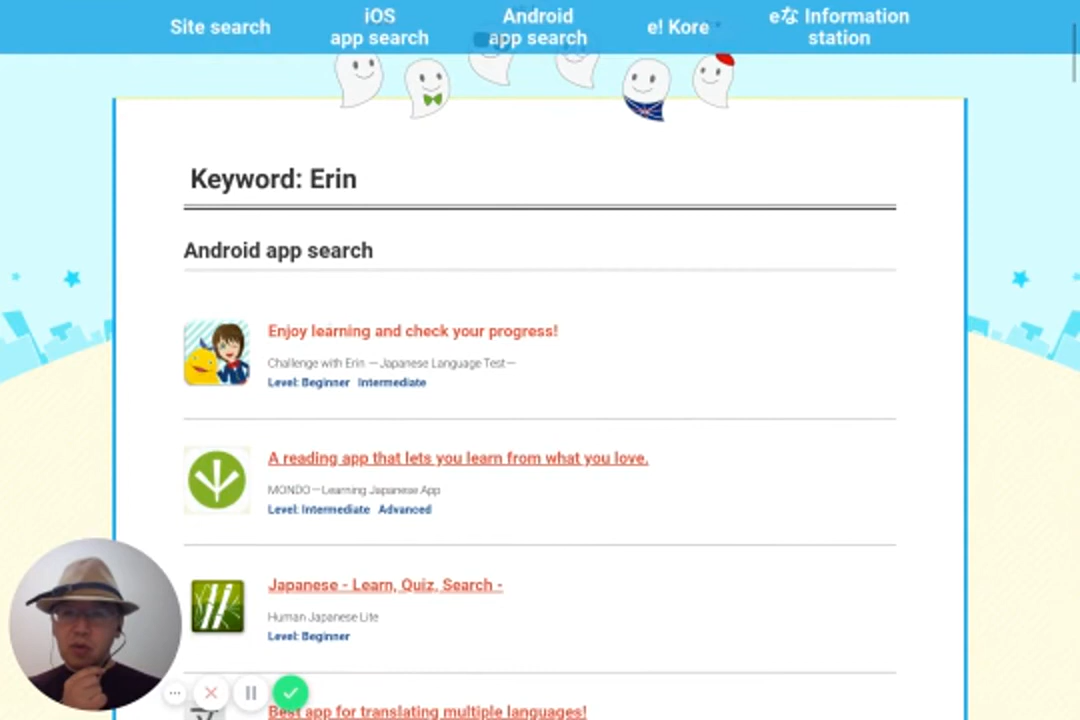 Site search
iOS
app search
Android
app search
e! Kore
eな Information
station
Keyword: Erin
Android app search
Enjoy learning and check your progress!
Challenge with Erin －Japanese Language Test－
Level: Beginner Intermediate
A reading app that lets you learn from what you love.
MONDO－Learning Japanese App
Level: Intermediate Advanced
Japanese - Learn, Quiz, Search -
Human Japanese Lite
Level: Beginner
Best app for translating multiple languages!